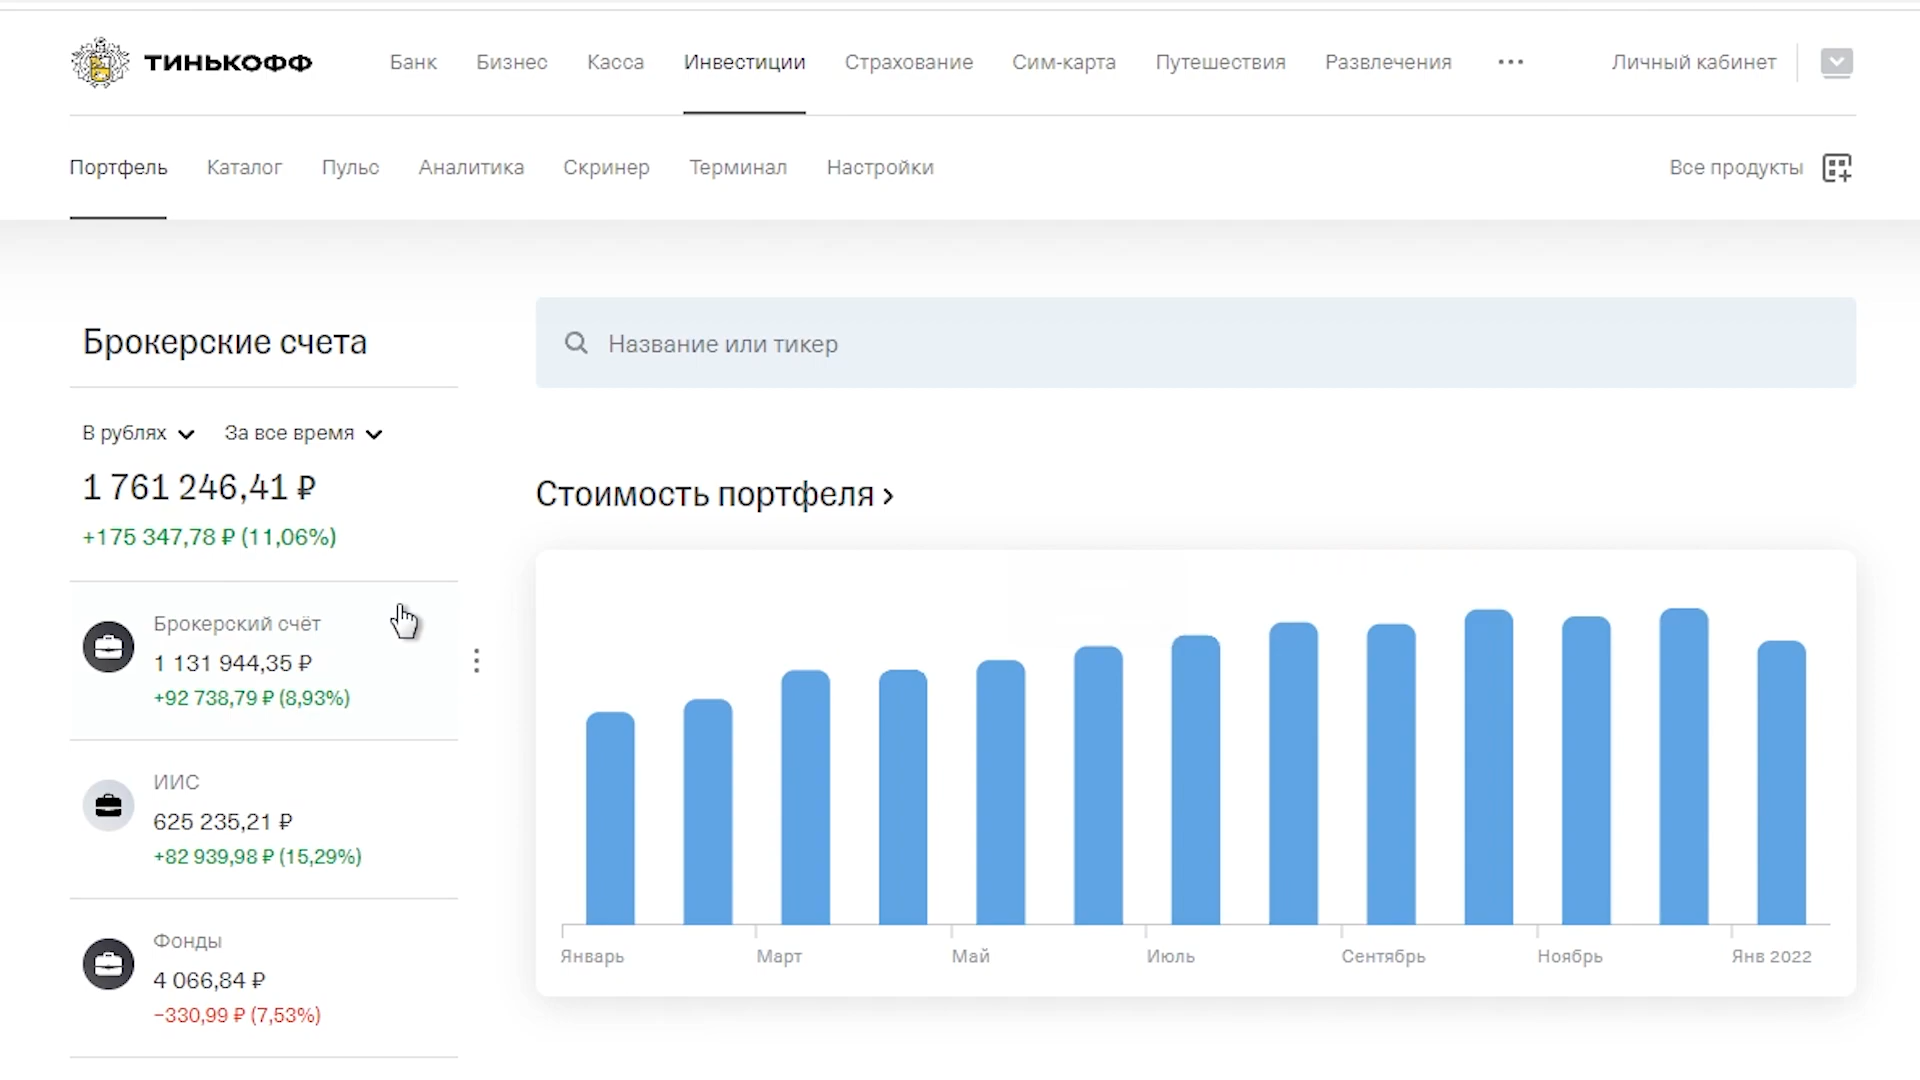 ТИНЬКОФФ Банк Бизнес Касса Инвестиции Страхование Сим-карта Путешествия Развлечения ••• Личный кабинет
Портфель Каталог Пульс Аналитика Скринер Терминал Настройки Все продукты
Брокерские счета
Название или тикер
В рублях За все время
1 761 246,41 ₽
+175 347,78 ₽ (11,06%)
Стоимость портфеля ›
Брокерский счёт
1 131 944,35 ₽
+92 738,79 ₽ (8,93%)
ИИС
625 235,21 ₽
+82 939,98 ₽ (15,29%)
Фонды
4 066,84 ₽
−330,99 ₽ (7,53%)
Январь Март Май Июль Сентябрь Ноябрь Янв 2022